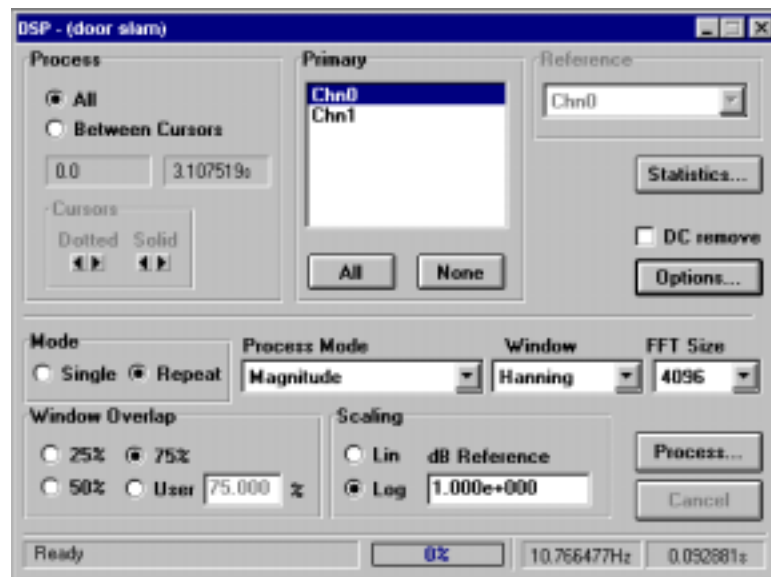 DSP - (door slam)
Process
All
Between Cursors
0.0 3.107519s
Cursors
Dotted Solid
Primary
Chn0
Chn1
All None
Reference
Chn0
Statistics...
DC remove
Options...
Mode
Single Repeat
Process Mode
Magnitude
Window
Hanning
FFT Size
4096
Window Overlap
25% 75%
50% User 75.000 %
Scaling
Lin dB Reference
Log 1.000e+000
Process...
Cancel
Ready 0% 10.766477Hz 0.092881s